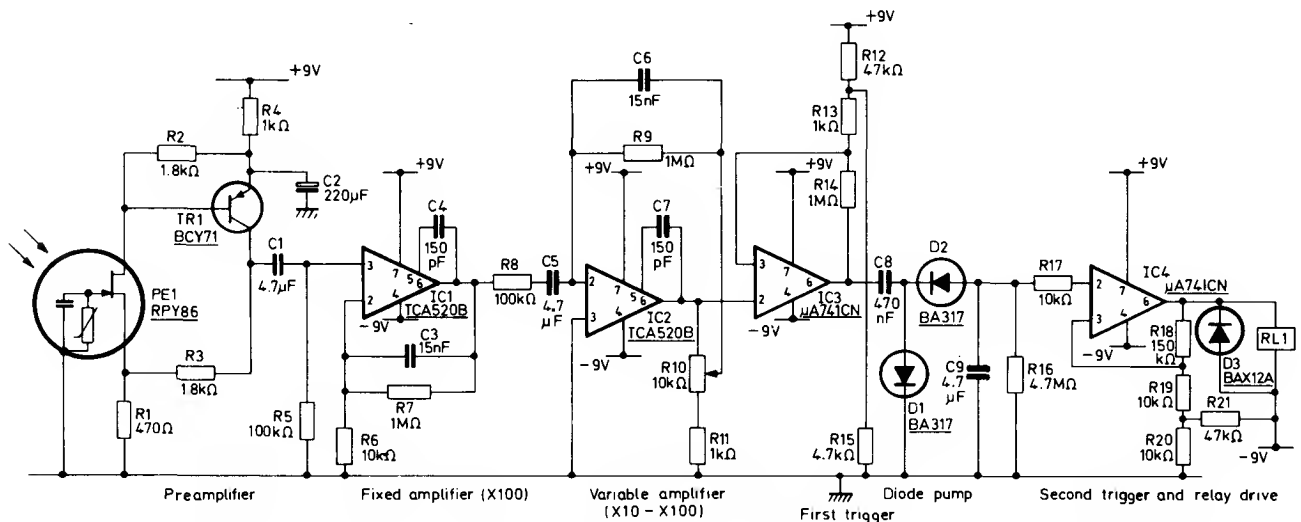 +9V
R4
1kΩ
R2
1.8kΩ
C2
220µF
TR1
BCY71
PE1
RPY86
R3
1.8kΩ
R1
470Ω
C1
4.7µF
R5
100kΩ
+9V
C4
150
pF
3
7
5
6
2
4
IC1
TCA520B
-9V
C3
15nF
R7
1MΩ
R6
10kΩ
R8
100kΩ
C5
4.7
µF
C6
15nF
R9
1MΩ
+9V
C7
150
pF
2
7
5
6
3
4
IC2
TCA520B
-9V
R10
10kΩ
R11
1kΩ
+9V
R12
47kΩ
R13
1kΩ
+9V
R14
1MΩ
3
7
6
2
4
IC3
µA741CN
-9V
C8
470
nF
R15
4.7kΩ
D2
BA317
D1
BA317
C9
4.7
µF
R16
4.7MΩ
R17
10kΩ
+9V
2
7
6
3
4
IC4
µA741CN
-9V
R18
150
kΩ
D3
BAX12A
RL1
R19
10kΩ
R21
47kΩ
R20
10kΩ
-9V
Preamplifier
Fixed amplifier (X100)
Variable amplifier
(X10 – X100)
First trigger
Diode pump
Second trigger and relay drive